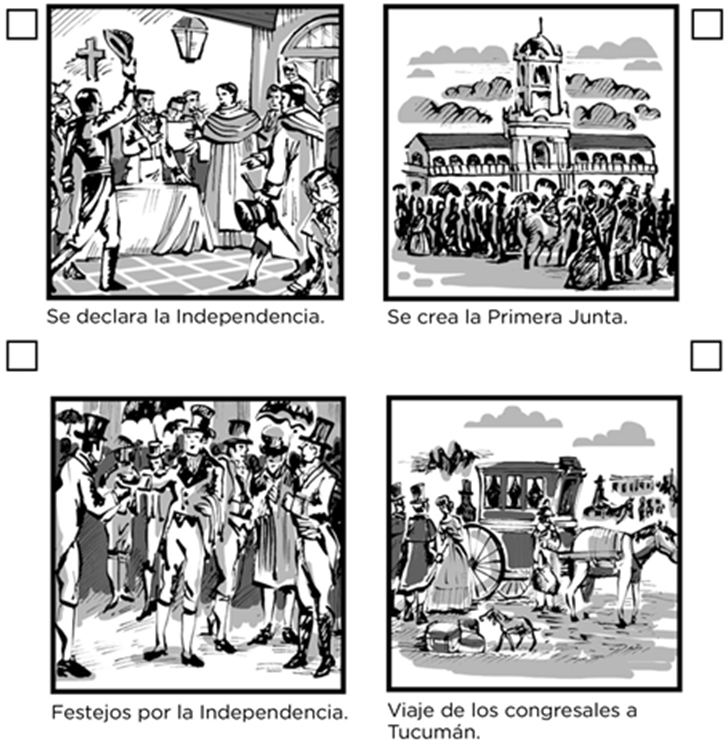 Se declara la Independencia.
Se crea la Primera Junta.
Festejos por la Independencia.
Viaje de los congresales a
Tucumán.